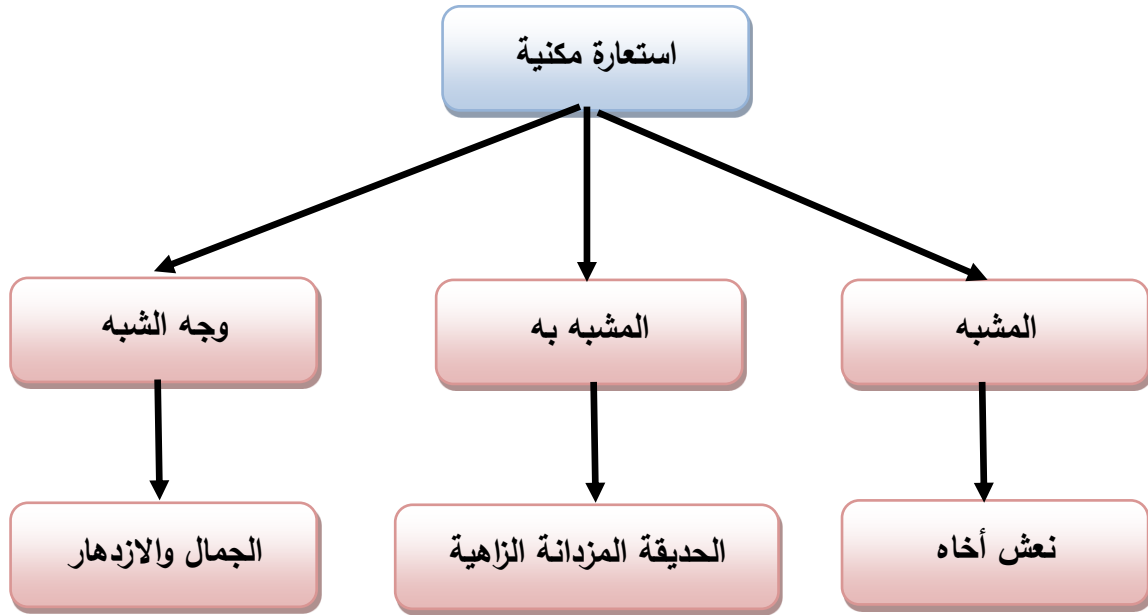 استعارة مكنية
المشبه
المشبه به
وجه الشبه
نعش أخاه
الحديقة المزدانة الزاهية
الجمال والازدهار